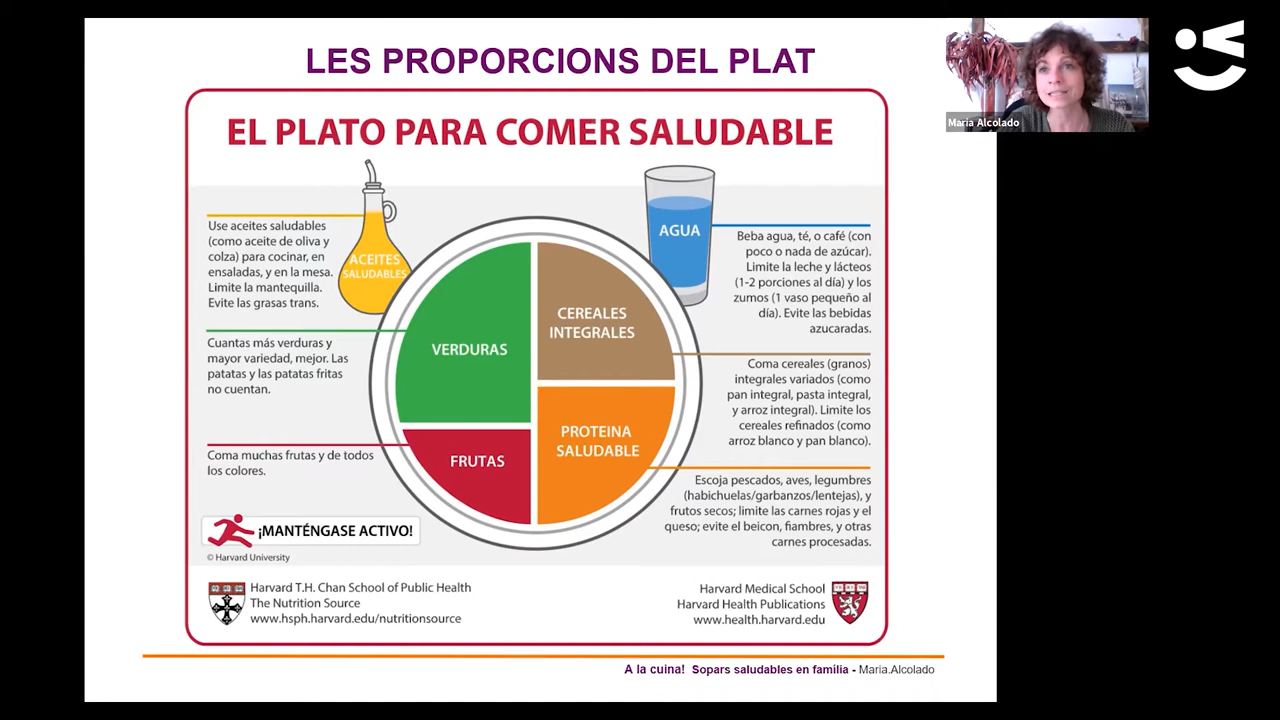 LES PROPORCIONS DEL PLAT
Maria Alcolado
EL PLATO PARA COMER SALUDABLE
Use aceites saludables
(como aceite de oliva y
colza) para cocinar, en
ensaladas, y en la mesa.
Limite la mantequilla.
Evite las grasas trans.
ACEITES
SALUDABLES
AGUA
Beba agua, té, o café (con
poco o nada de azúcar).
Limite la leche y lácteos
(1-2 porciones al día) y los
zumos (1 vaso pequeño al
día). Evite las bebidas
azucaradas.
Cuantas más verduras y
mayor variedad, mejor. Las
patatas y las patatas fritas
no cuentan.
VERDURAS
CEREALES
INTEGRALES
Coma cereales (granos)
integrales variados (como
pan integral, pasta integral,
y arroz integral). Limite los
cereales refinados (como
arroz blanco y pan blanco).
Coma muchas frutas y de todos
los colores.
FRUTAS
PROTEINA
SALUDABLE
Escoja pescados, aves, legumbres
(habichuelas/garbanzos/lentejas), y
frutos secos; limite las carnes rojas y el
queso; evite el beicon, fiambres, y otras
carnes procesadas.
¡MANTÉNGASE ACTIVO!
© Harvard University
Harvard T.H. Chan School of Public Health
The Nutrition Source
www.hsph.harvard.edu/nutritionsource
Harvard Medical School
Harvard Health Publications
www.health.harvard.edu
A la cuina! Sopars saludables en familia - Maria.Alcolado